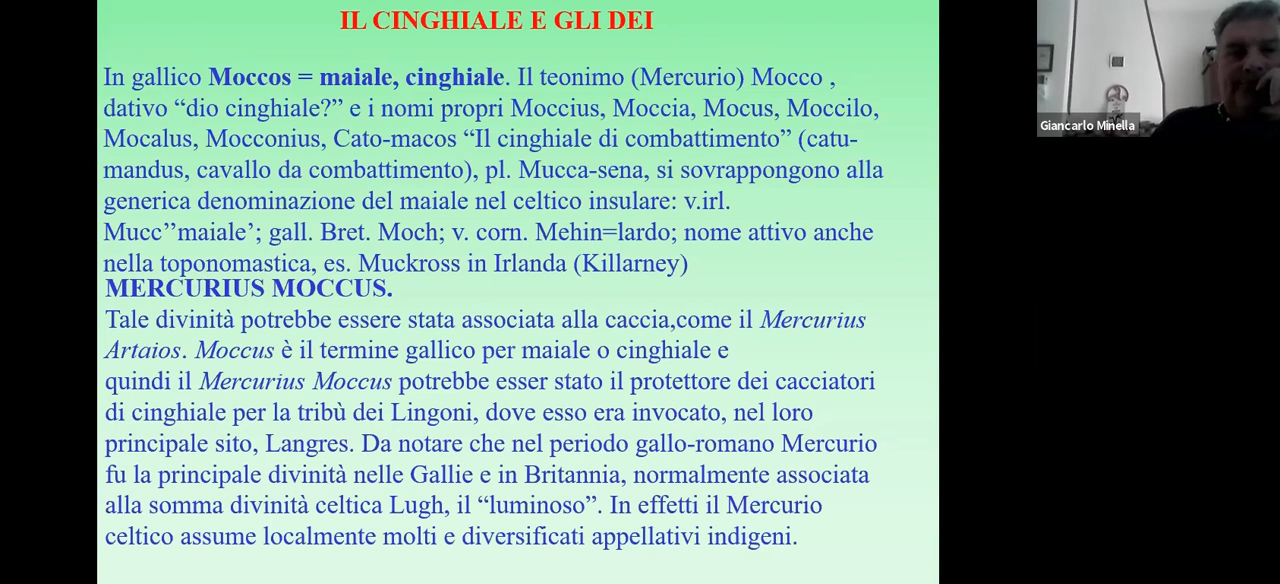 IL CINGHIALE E GLI DEI
In gallico Moccos = maiale, cinghiale. Il teonimo (Mercurio) Mocco ,
dativo “dio cinghiale?” e i nomi propri Moccius, Moccia, Mocus, Moccilo,
Mocalus, Mocconius, Cato-macos “Il cinghiale di combattimento” (catu-
mandus, cavallo da combattimento), pl. Mucca-sena, si sovrappongono alla
generica denominazione del maiale nel celtico insulare: v.irl.
Mucc’’maiale’; gall. Bret. Moch; v. corn. Mehin=lardo; nome attivo anche
nella toponomastica, es. Muckross in Irlanda (Killarney)
MERCURIUS MOCCUS.
Tale divinità potrebbe essere stata associata alla caccia,come il Mercurius
Artaios. Moccus è il termine gallico per maiale o cinghiale e
quindi il Mercurius Moccus potrebbe esser stato il protettore dei cacciatori
di cinghiale per la tribù dei Lingoni, dove esso era invocato, nel loro
principale sito, Langres. Da notare che nel periodo gallo-romano Mercurio
fu la principale divinità nelle Gallie e in Britannia, normalmente associata
alla somma divinità celtica Lugh, il “luminoso”. In effetti il Mercurio
celtico assume localmente molti e diversificati appellativi indigeni.
Giancarlo Minella